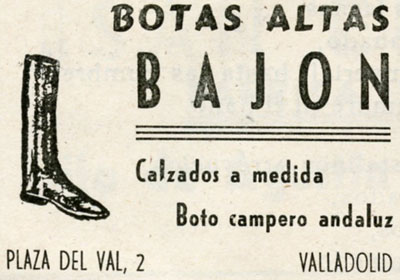 BOTAS ALTAS
BAJON
Calzados a medida
Boto campero andaluz
PLAZA DEL VAL, 2 VALLADOLID